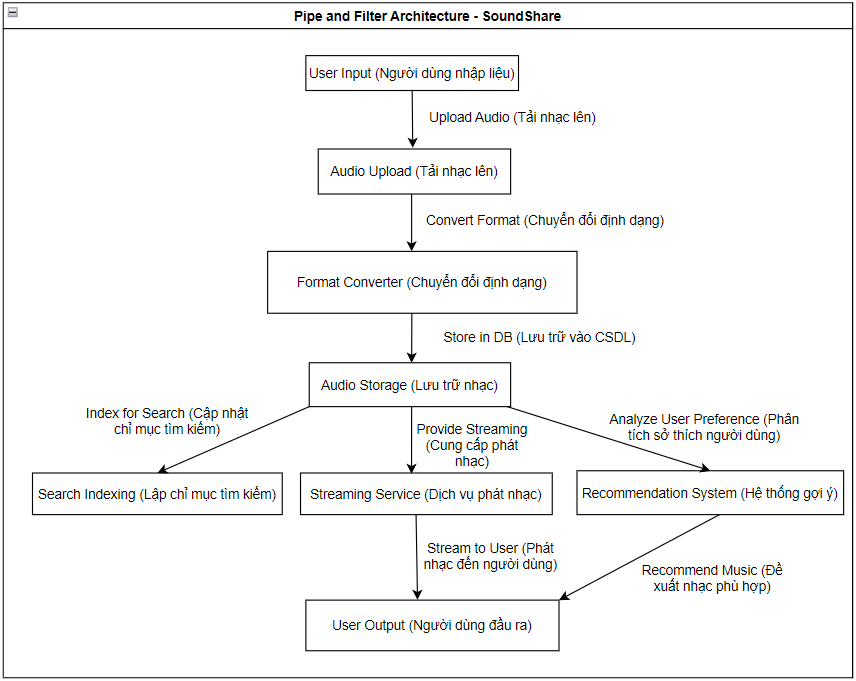 Pipe and Filter Architecture - SoundShare
User Input (Người dùng nhập liệu)
Upload Audio (Tải nhạc lên)
Audio Upload (Tải nhạc lên)
Convert Format (Chuyển đổi định dạng)
Format Converter (Chuyển đổi định dạng)
Store in DB (Lưu trữ vào CSDL)
Audio Storage (Lưu trữ nhạc)
Index for Search (Cập nhật
chỉ mục tìm kiếm)
Provide Streaming
(Cung cấp phát
nhạc)
Analyze User Preference (Phân
tích sở thích người dùng)
Search Indexing (Lập chỉ mục tìm kiếm)
Streaming Service (Dịch vụ phát nhạc)
Recommendation System (Hệ thống gợi ý)
Stream to User (Phát
nhạc đến người dùng)
Recommend Music (Đề
xuất nhạc phù hợp)
User Output (Người dùng đầu ra)